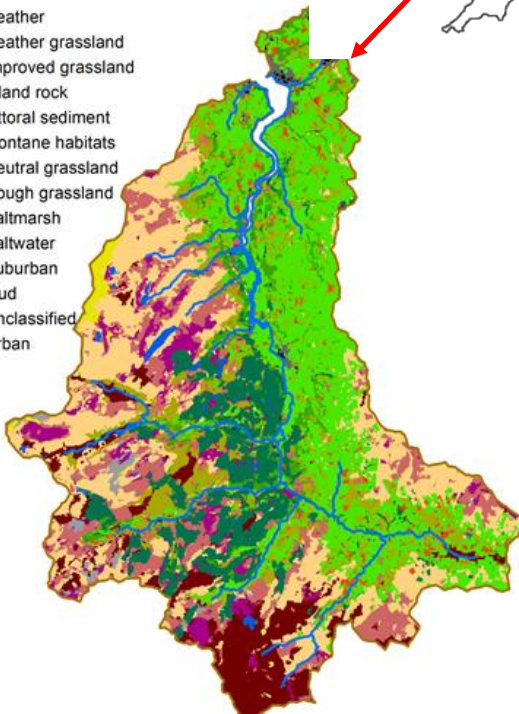 eather
eather grassland
nproved grassland
land rock
ttoral sediment
ontane habitats
eutral grassland
ough grassland
altmarsh
altwater
uburban
ud
nclassified
rban